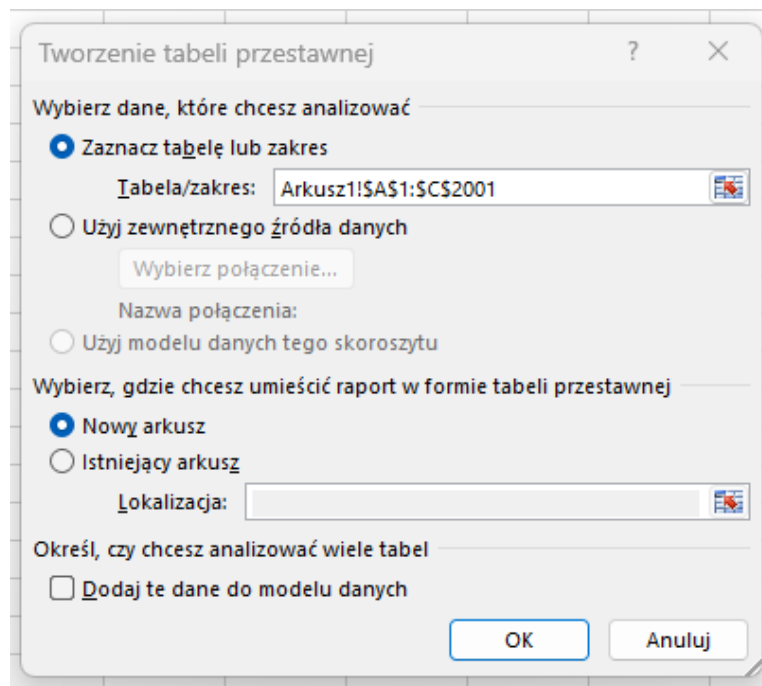 Tworzenie tabeli przestawnej
?
Wybierz dane, które chcesz analizować
Zaznacz tabelę lub zakres
Tabela/zakres: Arkusz1!$A$1:$C$2001
Użyj zewnętrznego źródła danych
Wybierz połączenie...
Nazwa połączenia:
Użyj modelu danych tego skoroszytu
Wybierz, gdzie chcesz umieścić raport w formie tabeli przestawnej
Nowy arkusz
Istniejący arkusz
Lokalizacja:
Określ, czy chcesz analizować wiele tabel
Dodaj te dane do modelu danych
OK Anuluj